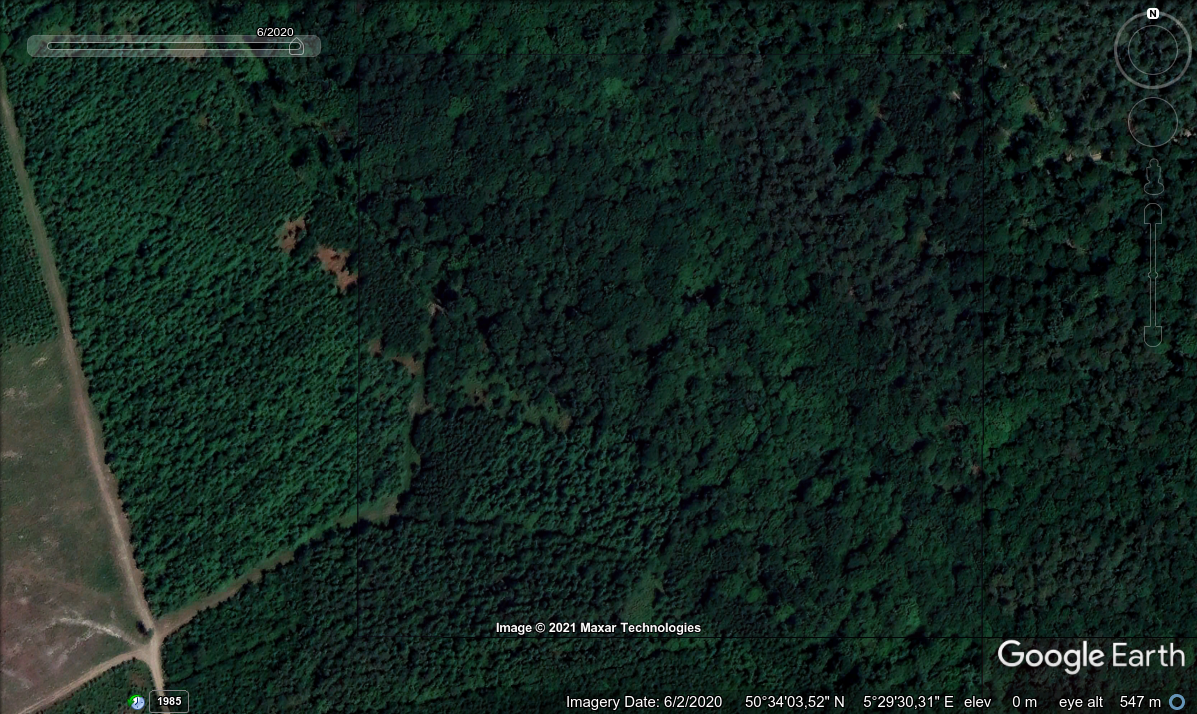 6/2020
N
Image © 2021 Maxar Technologies
Google Earth
1985
Imagery Date: 6/2/2020 50°34'03,52" N 5°29'30,31" E elev 0 m eye alt 547 m